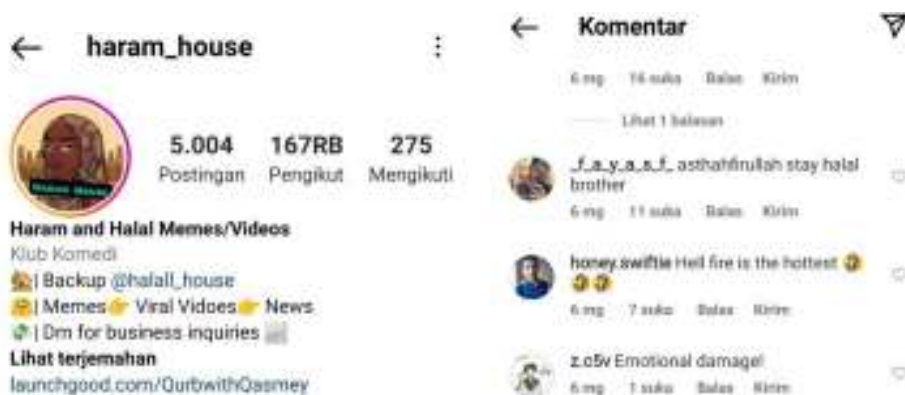 haram_house
5.004 167RB 275
Postingan Pengikut Mengikuti
Haram and Halal Memes/Videos
Klub Komedi
| Backup @halall_house
| Memes👉 Viral Vidoes👉 News
| Dm for business inquiries
Lihat terjemahan
launchgood.com/QurbwithQasmey
Komentar
6 mg 16 suka Balas Kirim
Lihat 1 balasan
_f_a_y_a_s_f_ asthahfirullah stay halal
brother
6 mg 11 suka Balas Kirim
honey.swiftie Hell fire is the hottest 🤣
🤣🤣
6 mg 7 suka Balas Kirim
z.c5v Emotional damage!
6 mg 1 suka Balas Kirim